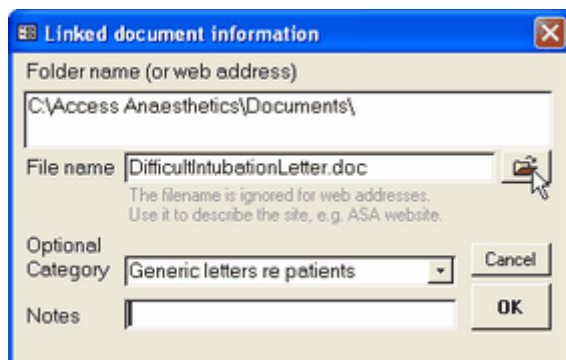 Linked document information
Folder name (or web address)
C:\Access Anaesthetics\Documents\
File name DifficultIntubationLetter.doc
The filename is ignored for web addresses.
Use it to describe the site, e.g. ASA website.
Optional
Category Generic letters re patients
Cancel
Notes
OK